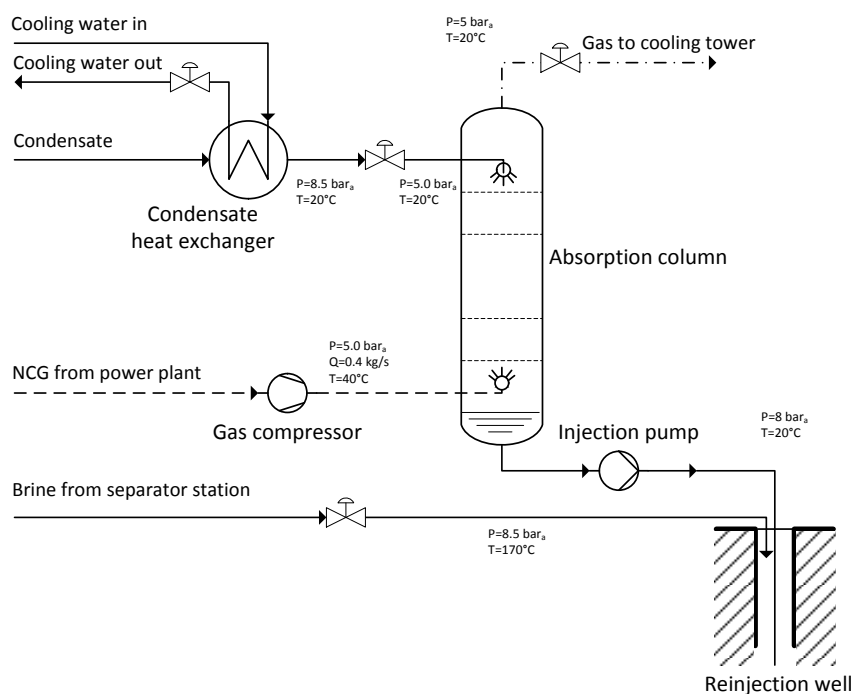 Cooling water in
Cooling water out
P=5 barₐ
T=20°C
Gas to cooling tower
Condensate
P=8.5 barₐ
T=20°C
P=5.0 barₐ
T=20°C
Condensate
heat exchanger
Absorption column
P=5.0 barₐ
Q=0.4 kg/s
T=40°C
NCG from power plant
Gas compressor
Injection pump
P=8 barₐ
T=20°C
Brine from separator station
P=8.5 barₐ
T=170°C
Reinjection well